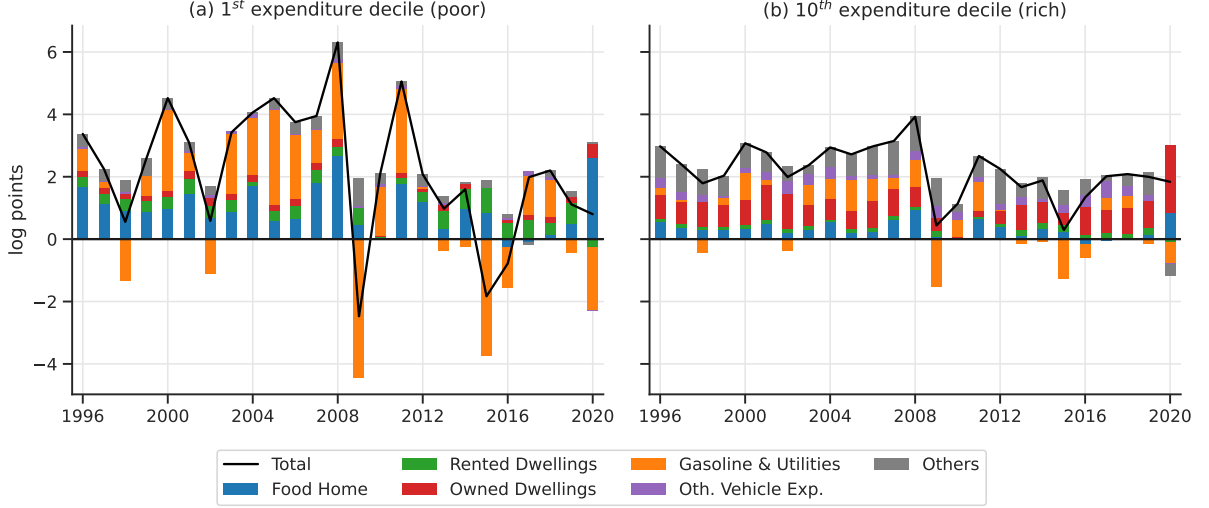 (a) 1st expenditure decile (poor)
(b) 10th expenditure decile (rich)
log points
6
4
2
0
−2
−4
1996 2000 2004 2008 2012 2016 2020
1996 2000 2004 2008 2012 2016 2020
Total Rented Dwellings Gasoline & Utilities Others
Food Home Owned Dwellings Oth. Vehicle Exp.